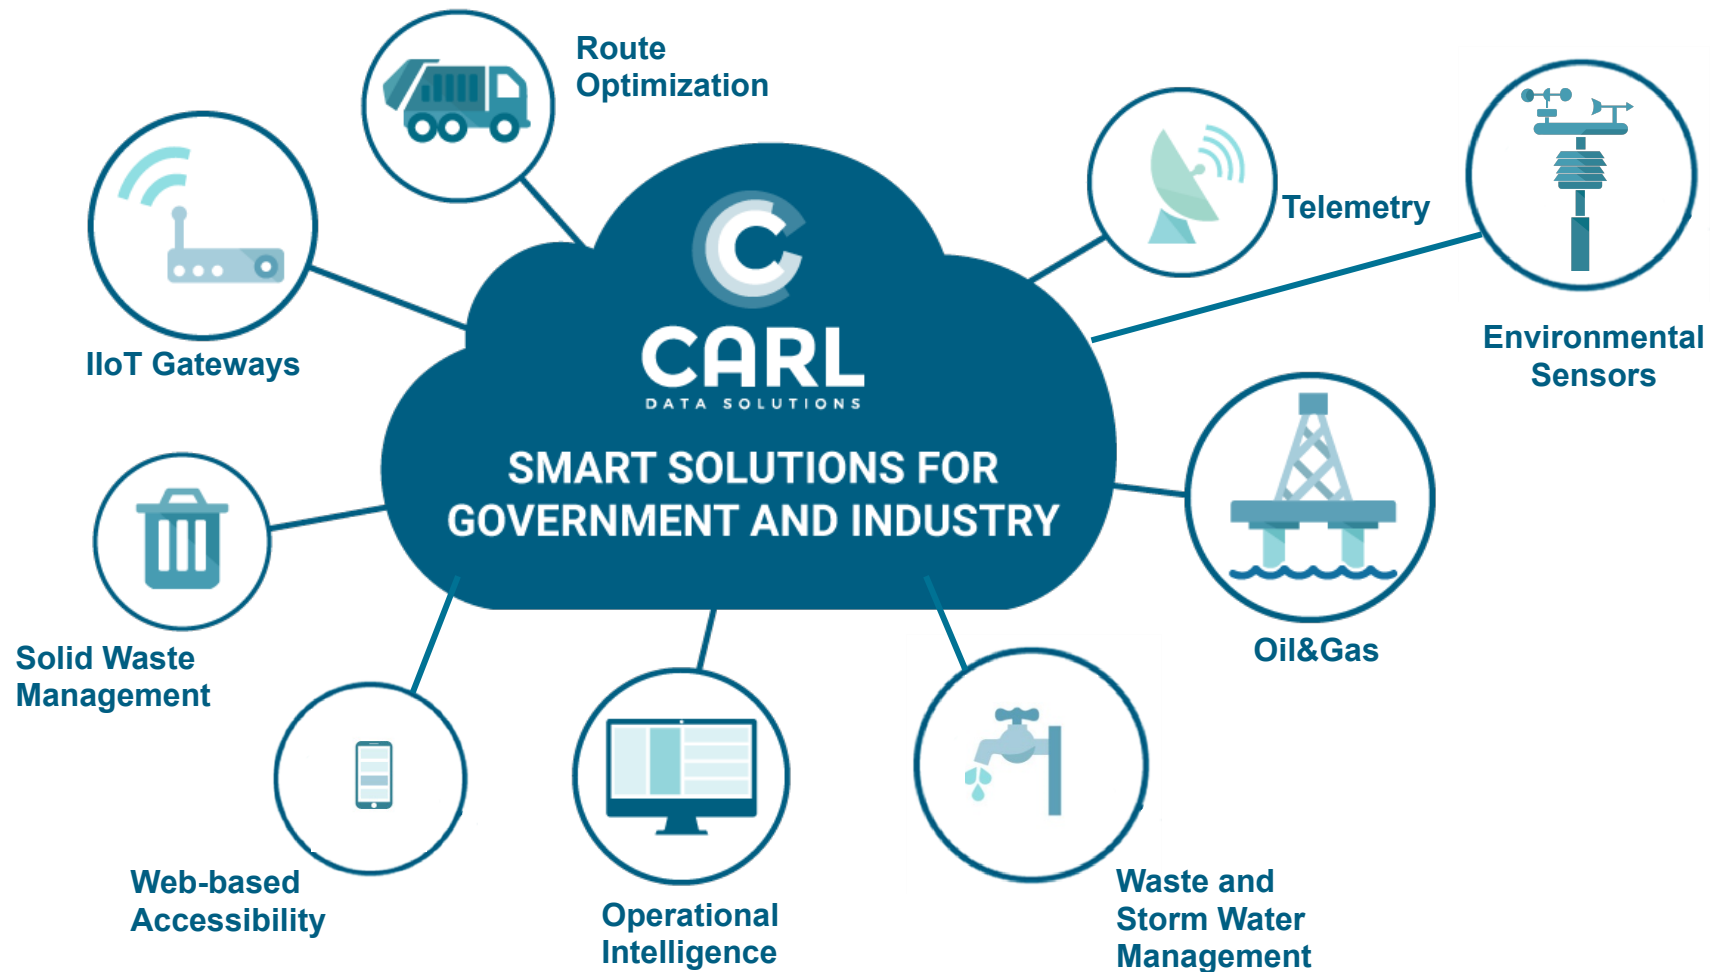 Route
Optimization
Telemetry
IIoT Gateways
Environmental
Sensors
C
CARL
DATA SOLUTIONS
SMART SOLUTIONS FOR
GOVERNMENT AND INDUSTRY
Solid Waste
Management
Oil&Gas
Web-based
Accessibility
Operational
Intelligence
Waste and
Storm Water
Management